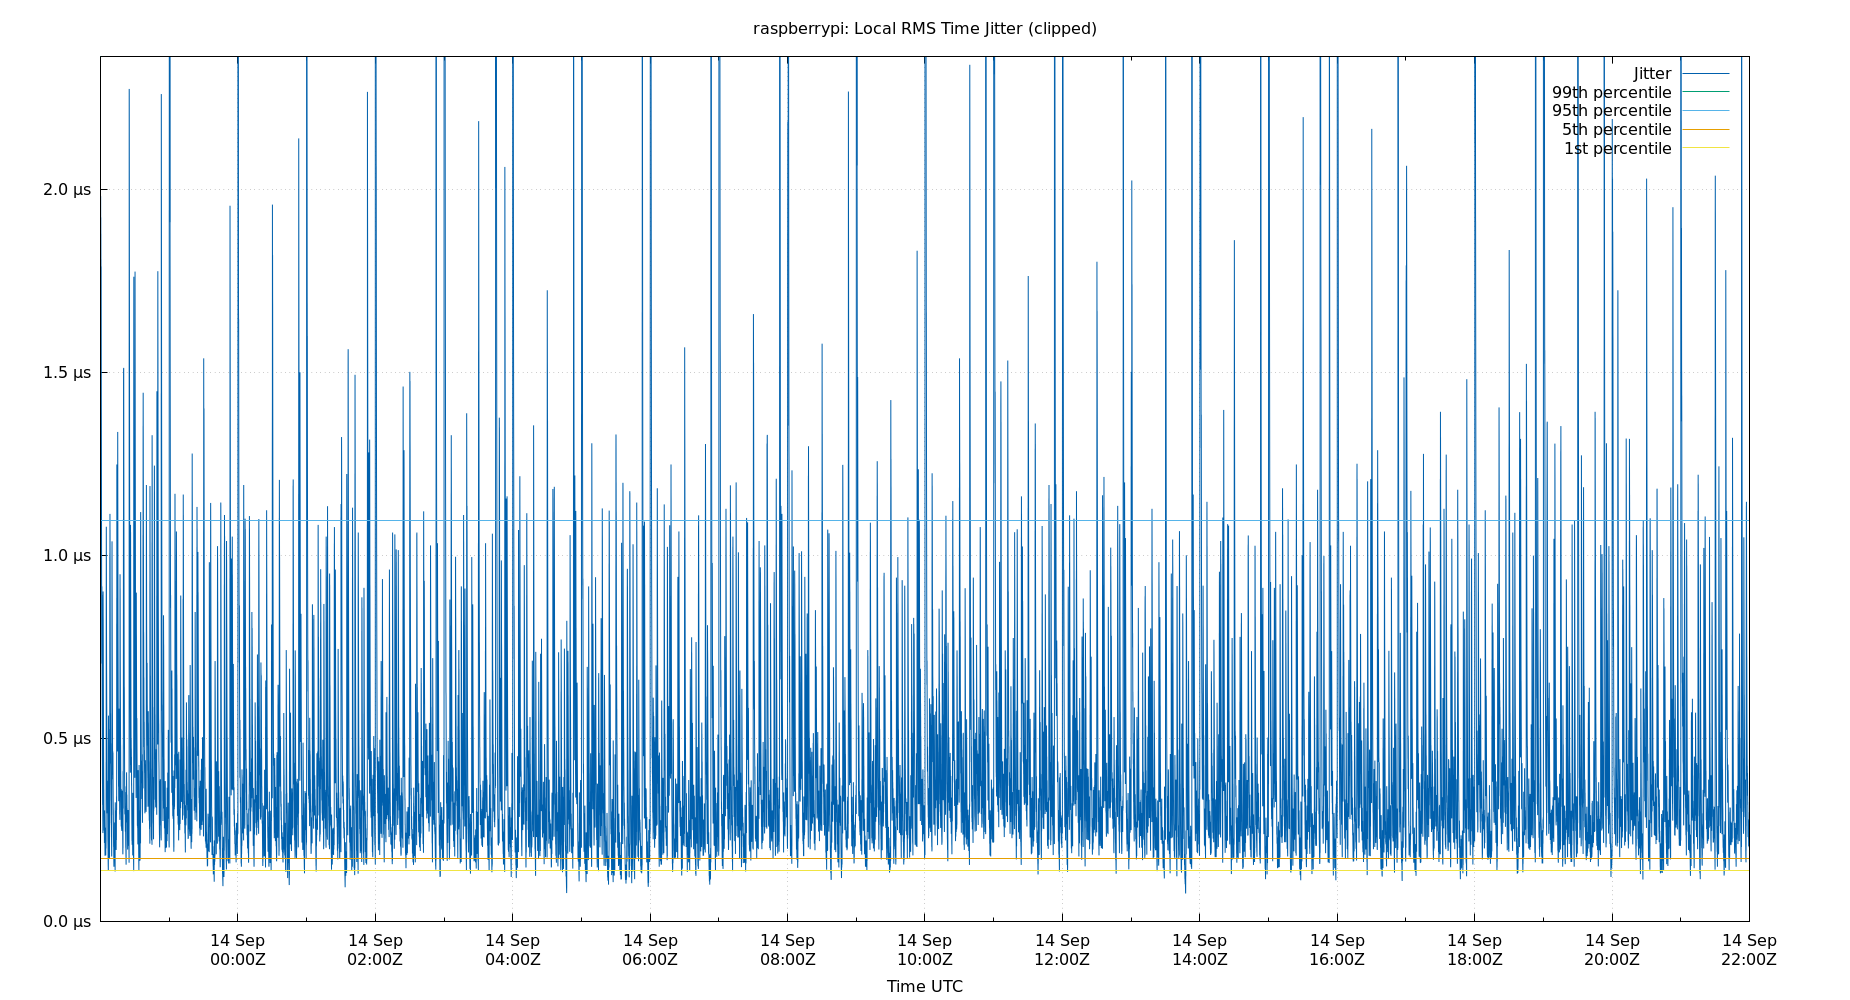 raspberrypi: Local RMS Time Jitter (clipped)
Jitter
99th percentile
95th percentile
5th percentile
1st percentile
2.0 µs
1.5 µs
1.0 µs
0.5 µs
0.0 µs
14 Sep 14 Sep 14 Sep 14 Sep 14 Sep 14 Sep 14 Sep 14 Sep 14 Sep 14 Sep 14 Sep 14 Sep
00:00Z 02:00Z 04:00Z 06:00Z 08:00Z 10:00Z 12:00Z 14:00Z 16:00Z 18:00Z 20:00Z 22:00Z
Time UTC